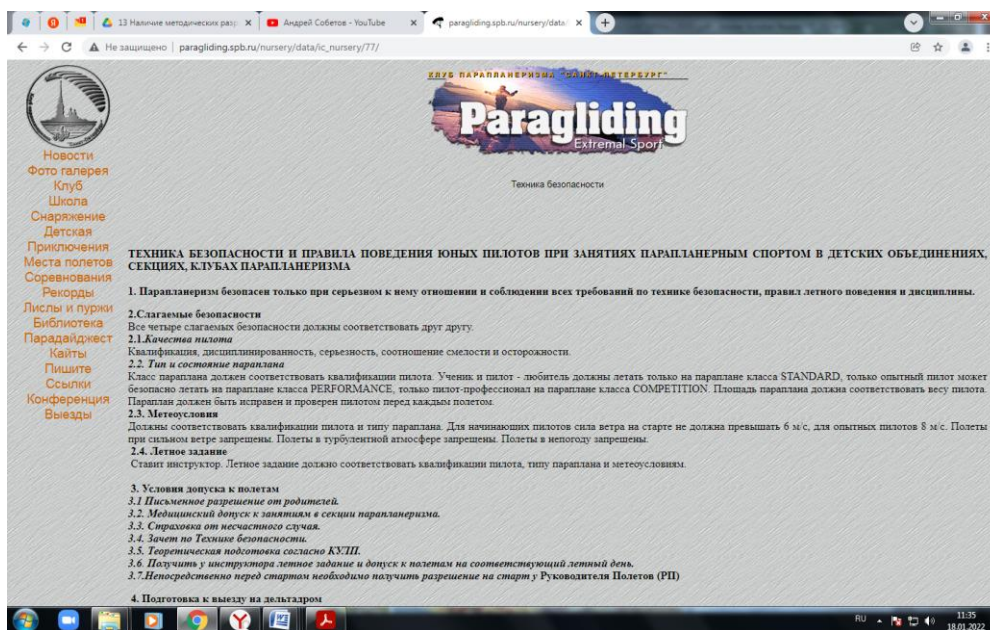 13 Наличие методических разр
Андрей Собетов - YouTube
paragliding.spb.ru/nursery/data/
Не защищено
paragliding.spb.ru/nursery/data/ic_nursery/77/
КЛУБ ПАРАПЛАНЕРИЗМА "САНКТ-ПЕТЕРБУРГ"
Paragliding
Extremal Sport
Новости
Фото галерея
Клуб
Школа
Снаряжение
Детская
Приключения
Места полетов
Соревнования
Рекорды
Лислы и пуржи
Библиотека
Парадайджест
Кайты
Пишите
Ссылки
Конференция
Выезды
Техника безопасности
ТЕХНИКА БЕЗОПАСНОСТИ И ПРАВИЛА ПОВЕДЕНИЯ ЮНЫХ ПИЛОТОВ ПРИ ЗАНЯТИЯХ ПАРАПЛАНЕРНЫМ СПОРТОМ В ДЕТСКИХ ОБЪЕДИНЕНИЯХ,
СЕКЦИЯХ, КЛУБАХ ПАРАПЛАНЕРИЗМА
1. Парапланеризм безопасен только при серьезном к нему отношении и соблюдении всех требований по технике безопасности, правил летного поведения и дисциплины.
2.Слагаемые безопасности
Все четыре слагаемых безопасности должны соответствовать друг другу.
2.1.Качества пилота
Квалификация, дисциплинированность, серьезность, соотношение смелости и осторожности.
2.2. Тип и состояние параплана
Класс параплана должен соответствовать квалификации пилота. Ученик и пилот - любитель должны летать только на параплане класса STANDARD, только опытный пилот может
безопасно летать на параплане класса PERFORMANCE, только пилот-профессионал на параплане класса COMPETITION. Площадь параплана должна соответствовать весу пилота.
Параплан должен быть исправен и проверен пилотом перед каждым полетом.
2.3. Метеоусловия
Должны соответствовать квалификации пилота и типу параплана. Для начинающих пилотов сила ветра на старте не должна превышать 6 м/с, для опытных пилотов 8 м/с. Полеты
при сильном ветре запрещены. Полеты в турбулентной атмосфере запрещены. Полеты в непогоду запрещены.
2.4. Летное задание
Ставит инструктор. Летное задание должно соответствовать квалификации пилота, типу параплана и метеоусловиям.
3. Условия допуска к полетам
3.1 Письменное разрешение от родителей.
3.2. Медицинский допуск к занятиям в секции парапланеризма.
3.3. Страховка от несчастного случая.
3.4. Зачет по Технике безопасности.
3.5. Теоретическая подготовка согласно КУЛП.
3.6. Получить у инструктора летное задание и допуск к полетам на соответствующий летный день.
3.7.Непосредственно перед стартом необходимо получить разрешение на старт у Руководителя Полетов (РП)
4. Подготовка к выезду на дельтадром
RU
11:35
18.01.2022